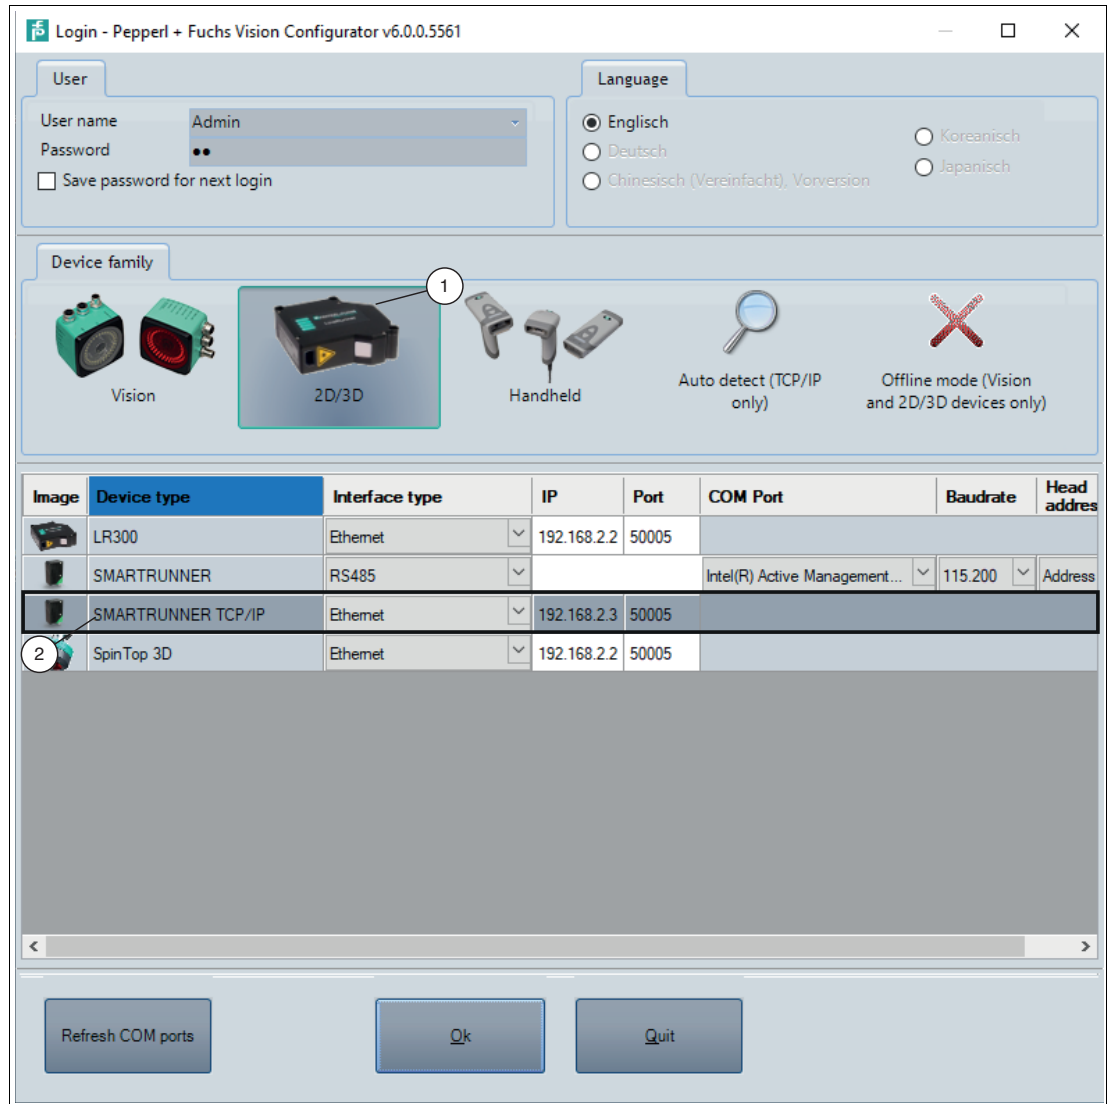 Login - Pepperl + Fuchs Vision Configurator v6.0.0.5561
User
Language
User name Admin
Password ●●
Save password for next login
Englisch
Deutsch
Chinesisch (Vereinfacht), Vorversion
Koreanisch
Japanisch
Device family
1
Vision
2D/3D
Handheld
Auto detect (TCP/IP
only)
Offline mode (Vision
and 2D/3D devices only)
Image Device type Interface type IP Port COM Port Baudrate Head
addres
LR300 Ethernet 192.168.2.2 50005
SMARTRUNNER RS485 Intel(R) Active Management... 115.200 Address
SMARTRUNNER TCP/IP Ethernet 192.168.2.3 50005
2
SpinTop 3D Ethernet 192.168.2.2 50005
Refresh COM ports Ok Quit